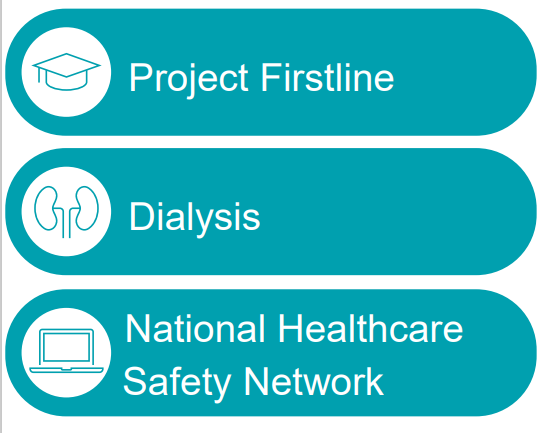 Project Firstline
Dialysis
National Healthcare
Safety Network